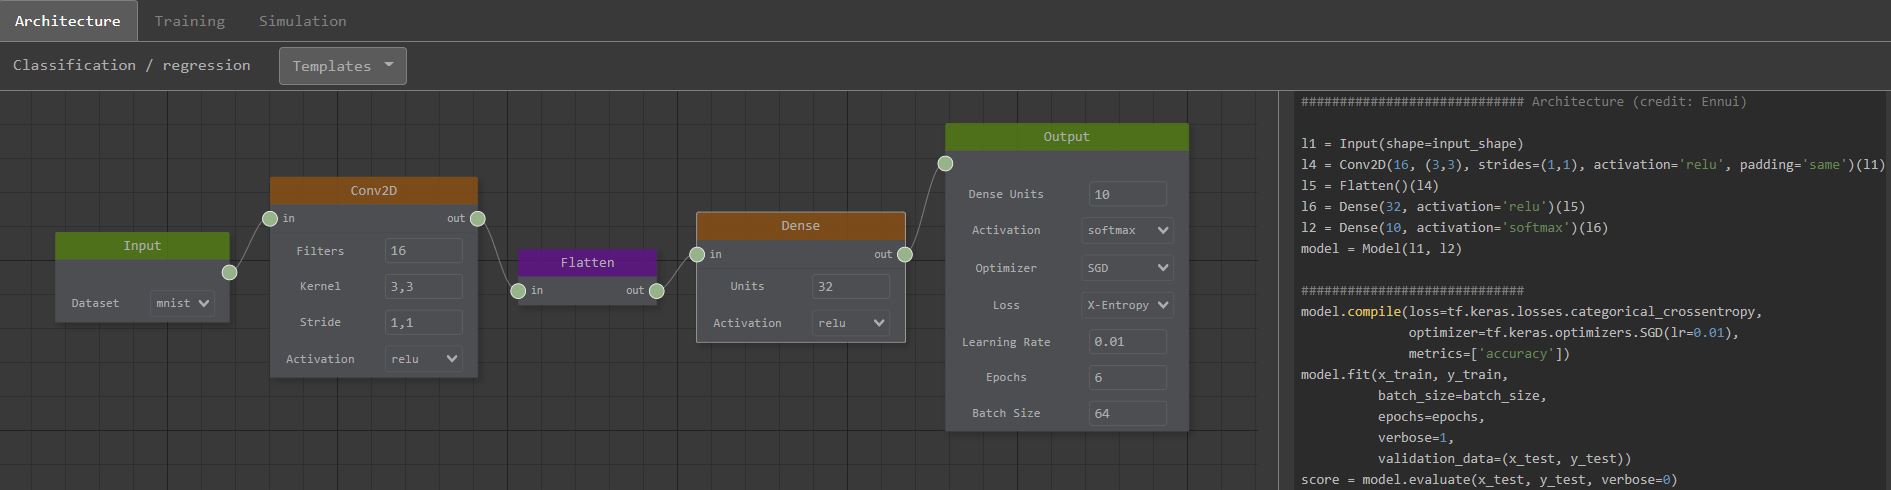 Architecture Training Simulation
Classification / regression Templates
Input
Dataset mnist
Conv2D
in out
Filters 16
Kernel 3,3
Stride 1,1
Activation relu
Flatten
in out
Dense
in out
Units 32
Activation relu
Output
Dense Units 10
Activation softmax
Optimizer SGD
Loss X-Entropy
Learning Rate 0.01
Epochs 6
Batch Size 64
############################# Architecture (credit: Ennui)
l1 = Input(shape=input_shape)
l4 = Conv2D(16, (3,3), strides=(1,1), activation='relu', padding='same')(l1)
l5 = Flatten()(l4)
l6 = Dense(32, activation='relu')(l5)
l2 = Dense(10, activation='softmax')(l6)
model = Model(l1, l2)
#############################
model.compile(loss=tf.keras.losses.categorical_crossentropy,
optimizer=tf.keras.optimizers.SGD(lr=0.01),
metrics=['accuracy'])
model.fit(x_train, y_train,
batch_size=batch_size,
epochs=epochs,
verbose=1,
validation_data=(x_test, y_test))
score = model.evaluate(x_test, y_test, verbose=0)